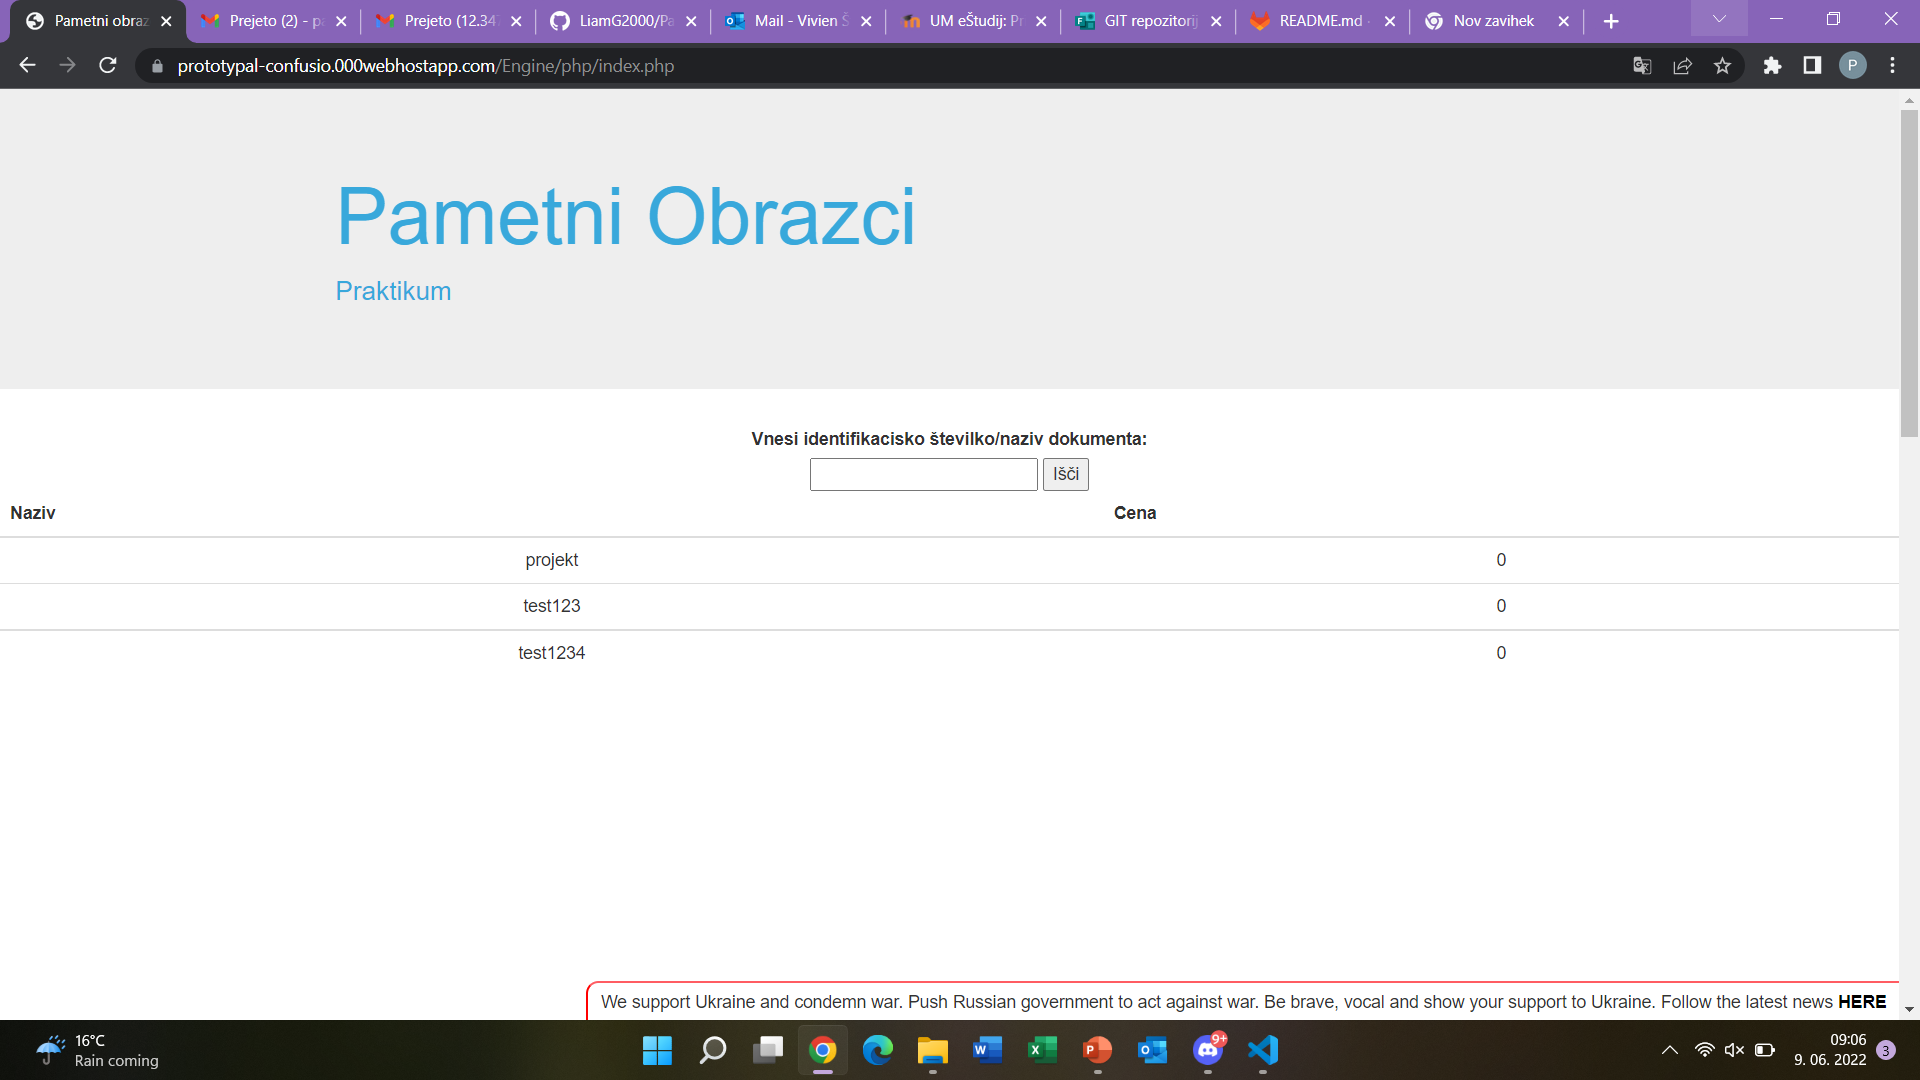 Pametni obraz
Prejeto (2) - p
Prejeto (12.347
LiamG2000/Pa
Mail - Vivien Š
UM eŠtudij: Pr
GIT repozitorij
README.md
Nov zavihek
prototypal-confusio.000webhostapp.com/Engine/php/index.php
P
Pametni Obrazci
Praktikum
Vnesi identifikacisko številko/naziv dokumenta:
Išči
Naziv Cena
projekt 0
test123 0
test1234 0
We support Ukraine and condemn war. Push Russian government to act against war. Be brave, vocal and show your support to Ukraine. Follow the latest news HERE
16°C
Rain coming
9+
09:06
9. 06. 2022
3